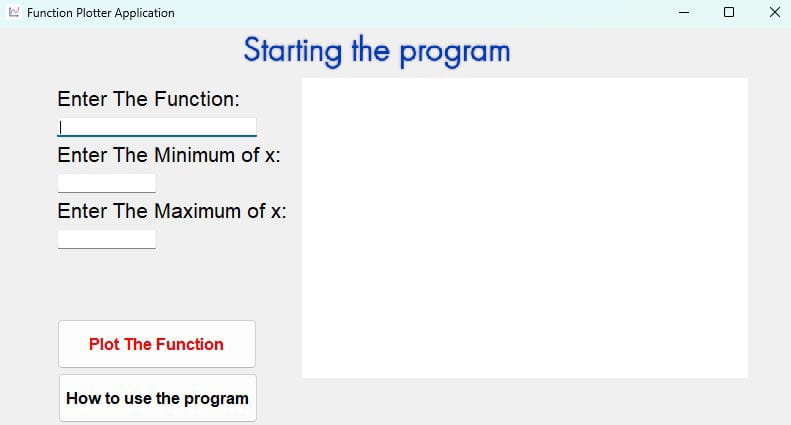 Function Plotter Application
Starting the program
Enter The Function:
Enter The Minimum of x:
Enter The Maximum of x:
Plot The Function
How to use the program